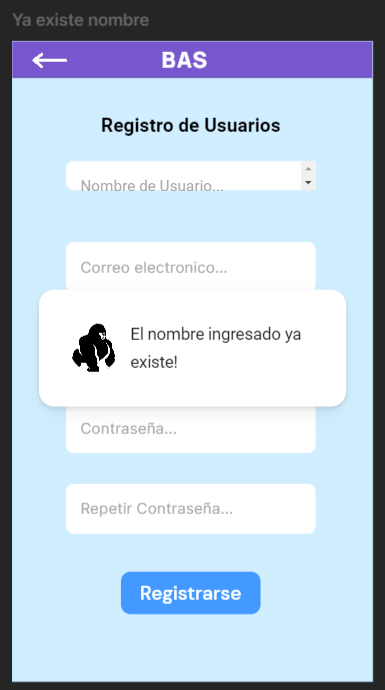 Ya existe nombre
BAS
Registro de Usuarios
Nombre de Usuario...
Correo electronico...
El nombre ingresado ya
existe!
Contraseña...
Repetir Contraseña...
Registrarse